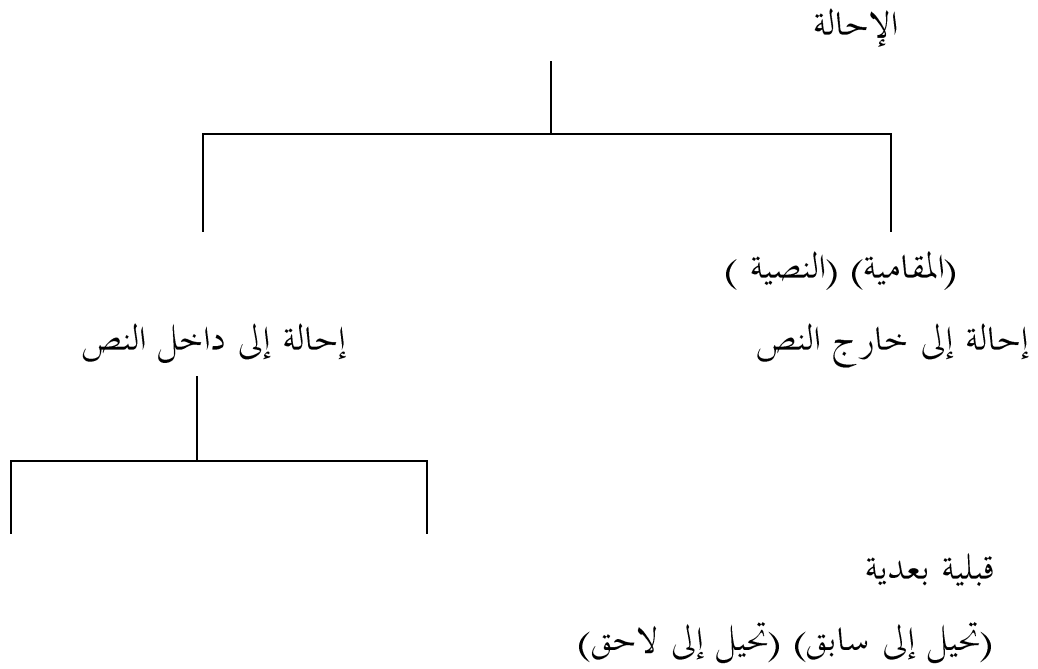 الإحالة
(المقامية) (النصية )
إحالة إلى خارج النص إحالة إلى داخل النص
قبلية بعدية
(تحيل إلى سابق) (تحيل إلى لاحق)